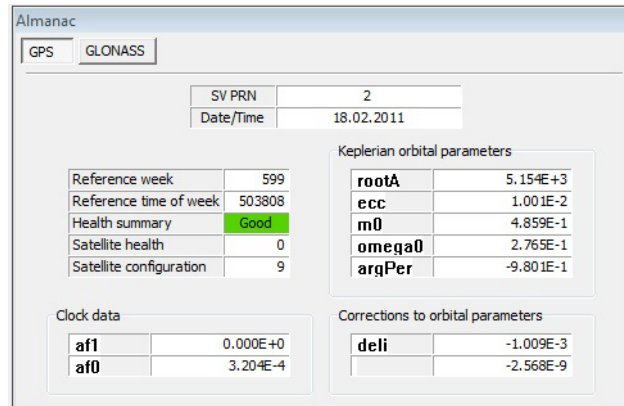 Almanac
GPS GLONASS
SV PRN 2
Date/Time 18.02.2011
Keplerian orbital parameters
Reference week 599
Reference time of week 503808
Health summary Good
Satellite health 0
Satellite configuration 9
rootA 5.154E+3
ecc 1.001E-2
m0 4.859E-1
omega0 2.765E-1
argPer -9.801E-1
Clock data
af1 0.000E+0
af0 3.204E-4
Corrections to orbital parameters
deli -1.009E-3
-2.568E-9